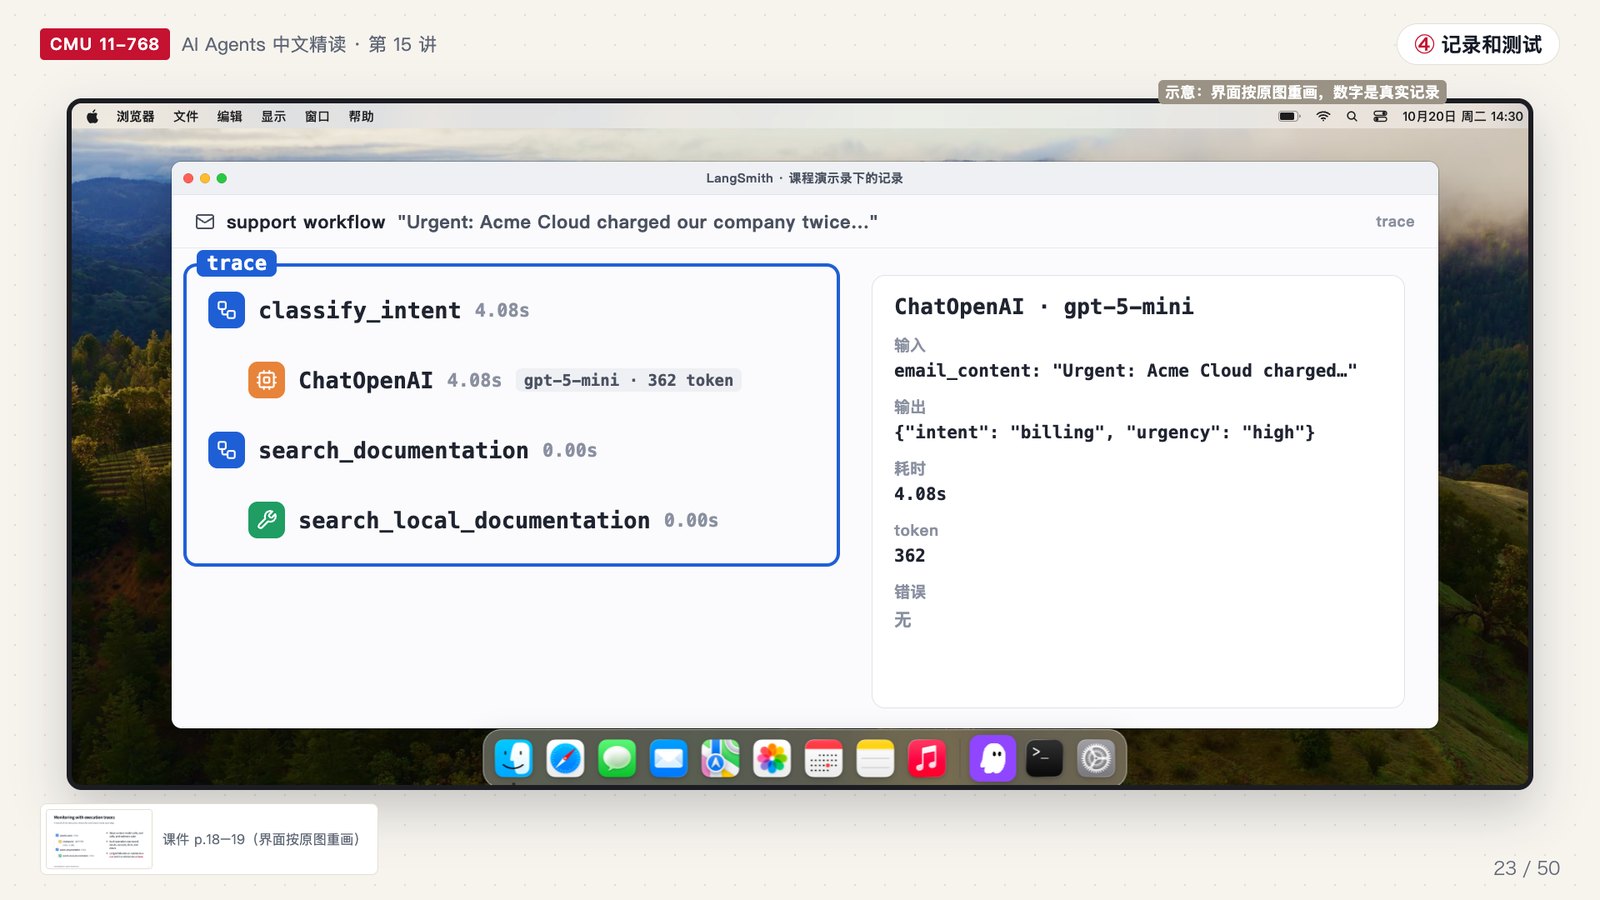 CMU 11-768 AI Agents 中文精读 · 第 15 讲
④ 记录和测试
示意：界面按原图重画，数字是真实记录
浏览器 文件 编辑 显示 窗口 帮助
10月20日 周二 14:30
LangSmith · 课程演示录下的记录
support workflow "Urgent: Acme Cloud charged our company twice…"
trace
trace
classify_intent 4.08s
ChatOpenAI 4.08s gpt-5-mini · 362 token
search_documentation 0.00s
search_local_documentation 0.00s
ChatOpenAI · gpt-5-mini
输入
email_content: "Urgent: Acme Cloud charged…"
输出
{"intent": "billing", "urgency": "high"}
耗时
4.08s
token
362
错误
无
>_
Monitoring with execution traces
课件 p.18–19（界面按原图重画）
23 / 50